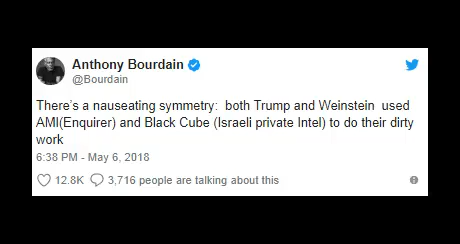 Anthony Bourdain
@Bourdain
There's a nauseating symmetry:  both Trump and Weinstein  used
AMI(Enquirer) and Black Cube (Israeli private Intel) to do their dirty
work
6:38 PM - May 6, 2018
12.8K 3,716 people are talking about this